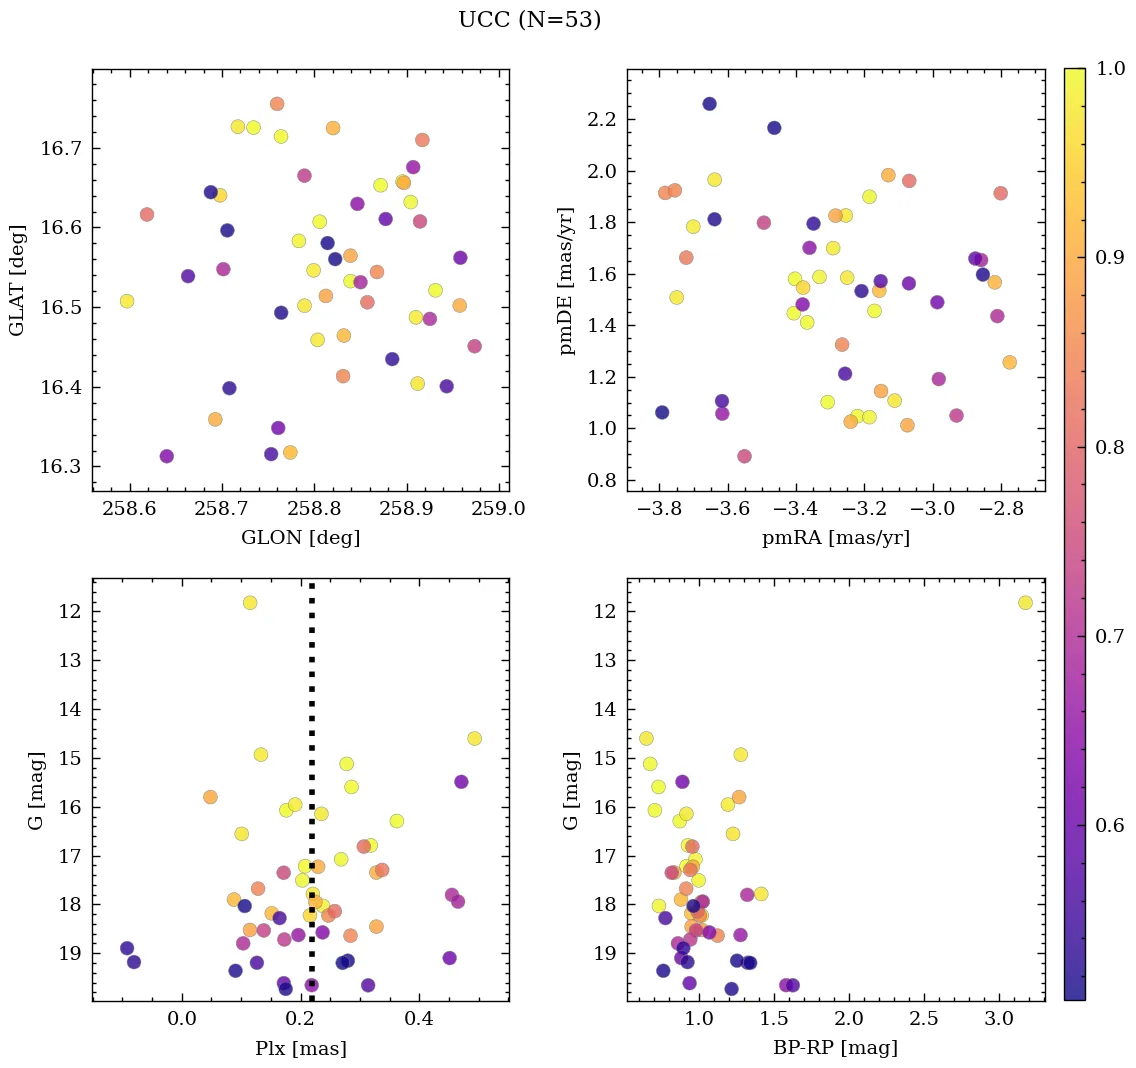 UCC (N=53)
16.7
16.6
16.5
16.4
16.3
GLAT [deg]
258.6 258.7 258.8 258.9 259.0
GLON [deg]
2.2
2.0
1.8
1.6
1.4
1.2
1.0
0.8
pmDE [mas/yr]
−3.8 −3.6 −3.4 −3.2 −3.0 −2.8
pmRA [mas/yr]
12
13
14
15
16
17
18
19
G [mag]
0.0 0.2 0.4
Plx [mas]
12
13
14
15
16
17
18
19
G [mag]
1.0 1.5 2.0 2.5 3.0
BP-RP [mag]
1.0
0.9
0.8
0.7
0.6